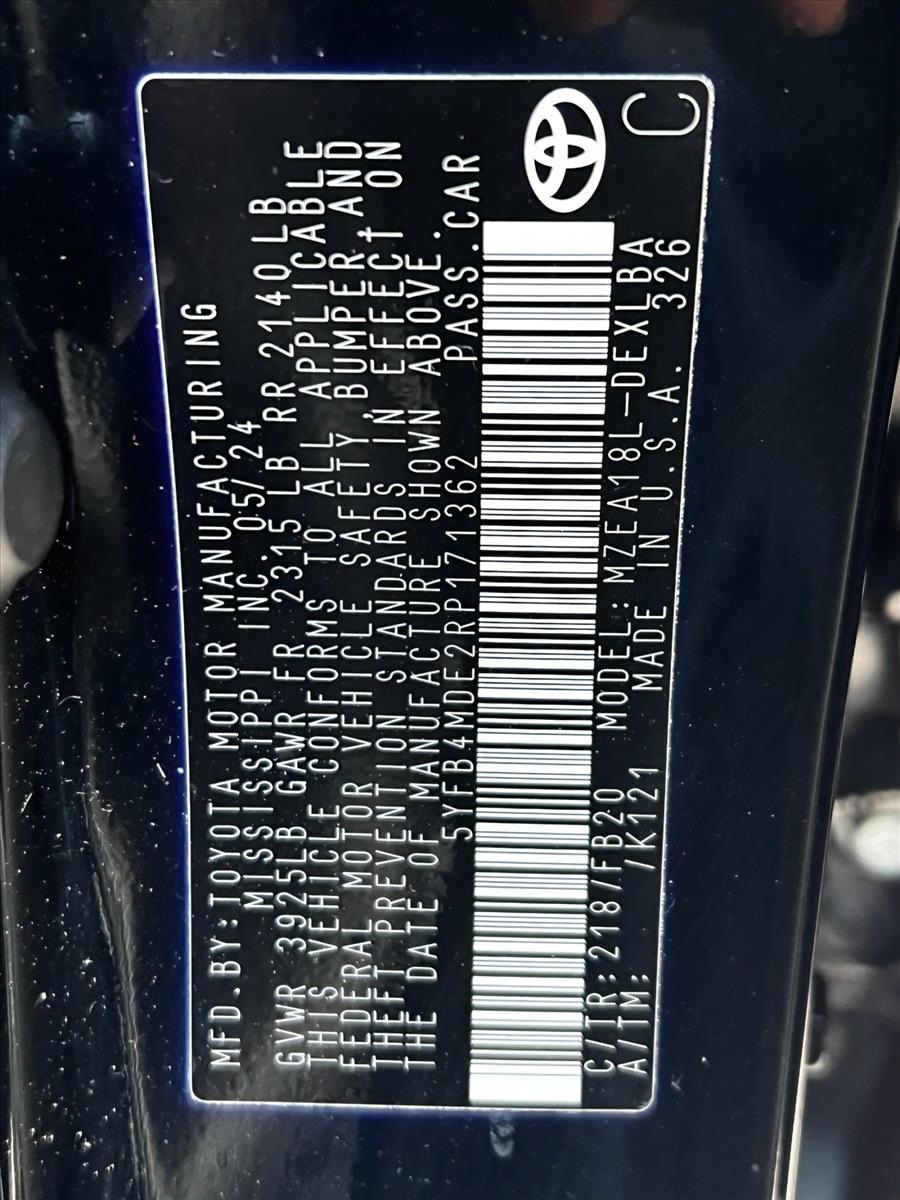 MFD.BY:TOYOTA MOTOR MANUFACTURING
MISSISSIPPI INC. 05/24
GVWR 3925LB GAWR FR 2315 LB RR 2140LB
THIS VEHICLE CONFORMS TO ALL APPLICABLE
FEDERAL MOTOR VEHICLE SAFETY, BUMPER, AND
THEFT PREVENTION STANDARDS IN EFFECT ON
THE DATE OF MANUFACTURE SHOWN ABOVE.
5YFB4MDE2RP171362 PASS.CAR
C/TR:218/FB20 MODEL:MZEA18L-DEXLBA
A/TM: /K121 MADE IN U.S.A. 326
C